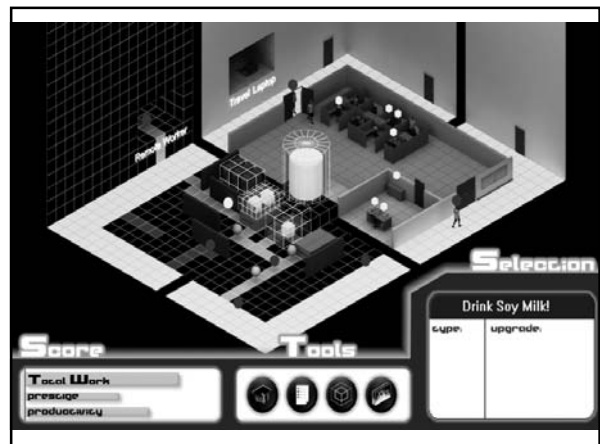 Travel Laptop
Remote Worker
Selection
Drink Soy Milk!
type:
upgrade:
Score
Total Work
prestige
productivity
Tools